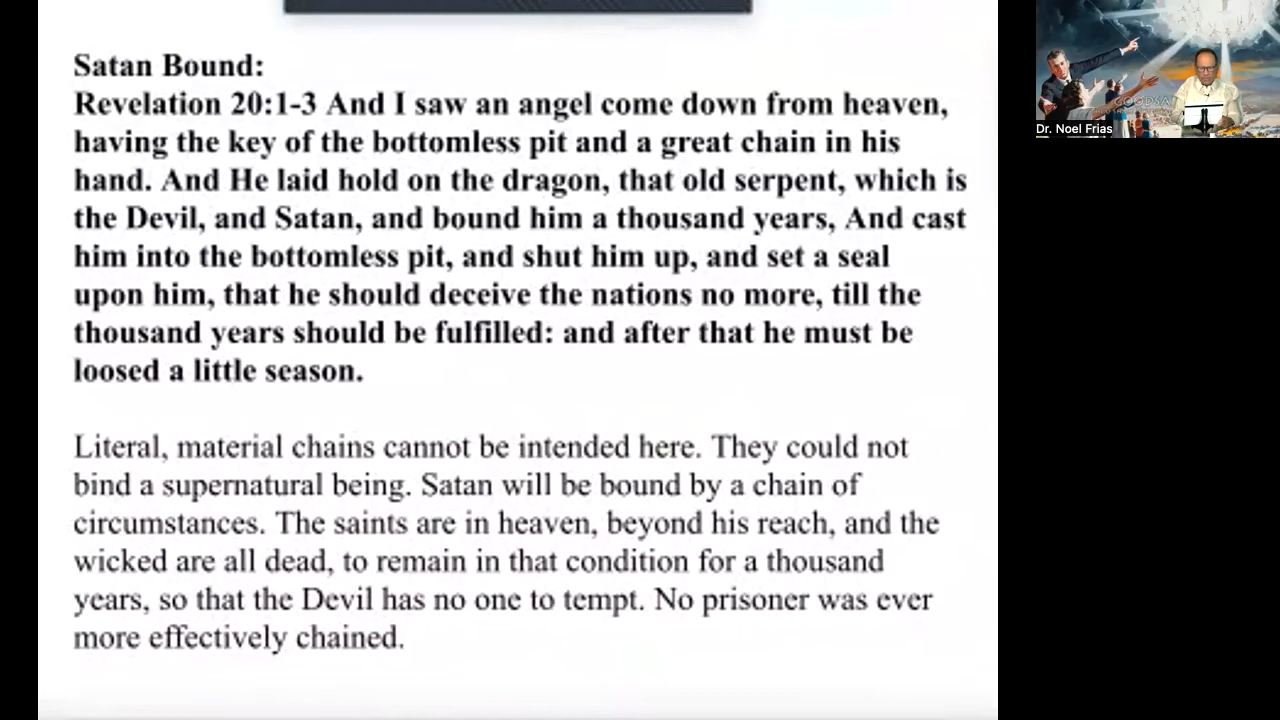 Satan Bound:
Revelation 20:1-3 And I saw an angel come down from heaven,
having the key of the bottomless pit and a great chain in his
hand. And He laid hold on the dragon, that old serpent, which is
the Devil, and Satan, and bound him a thousand years, And cast
him into the bottomless pit, and shut him up, and set a seal
upon him, that he should deceive the nations no more, till the
thousand years should be fulfilled: and after that he must be
loosed a little season.
Literal, material chains cannot be intended here. They could not
bind a supernatural being. Satan will be bound by a chain of
circumstances. The saints are in heaven, beyond his reach, and the
wicked are all dead, to remain in that condition for a thousand
years, so that the Devil has no one to tempt. No prisoner was ever
more effectively chained.
Dr. Noel Frias